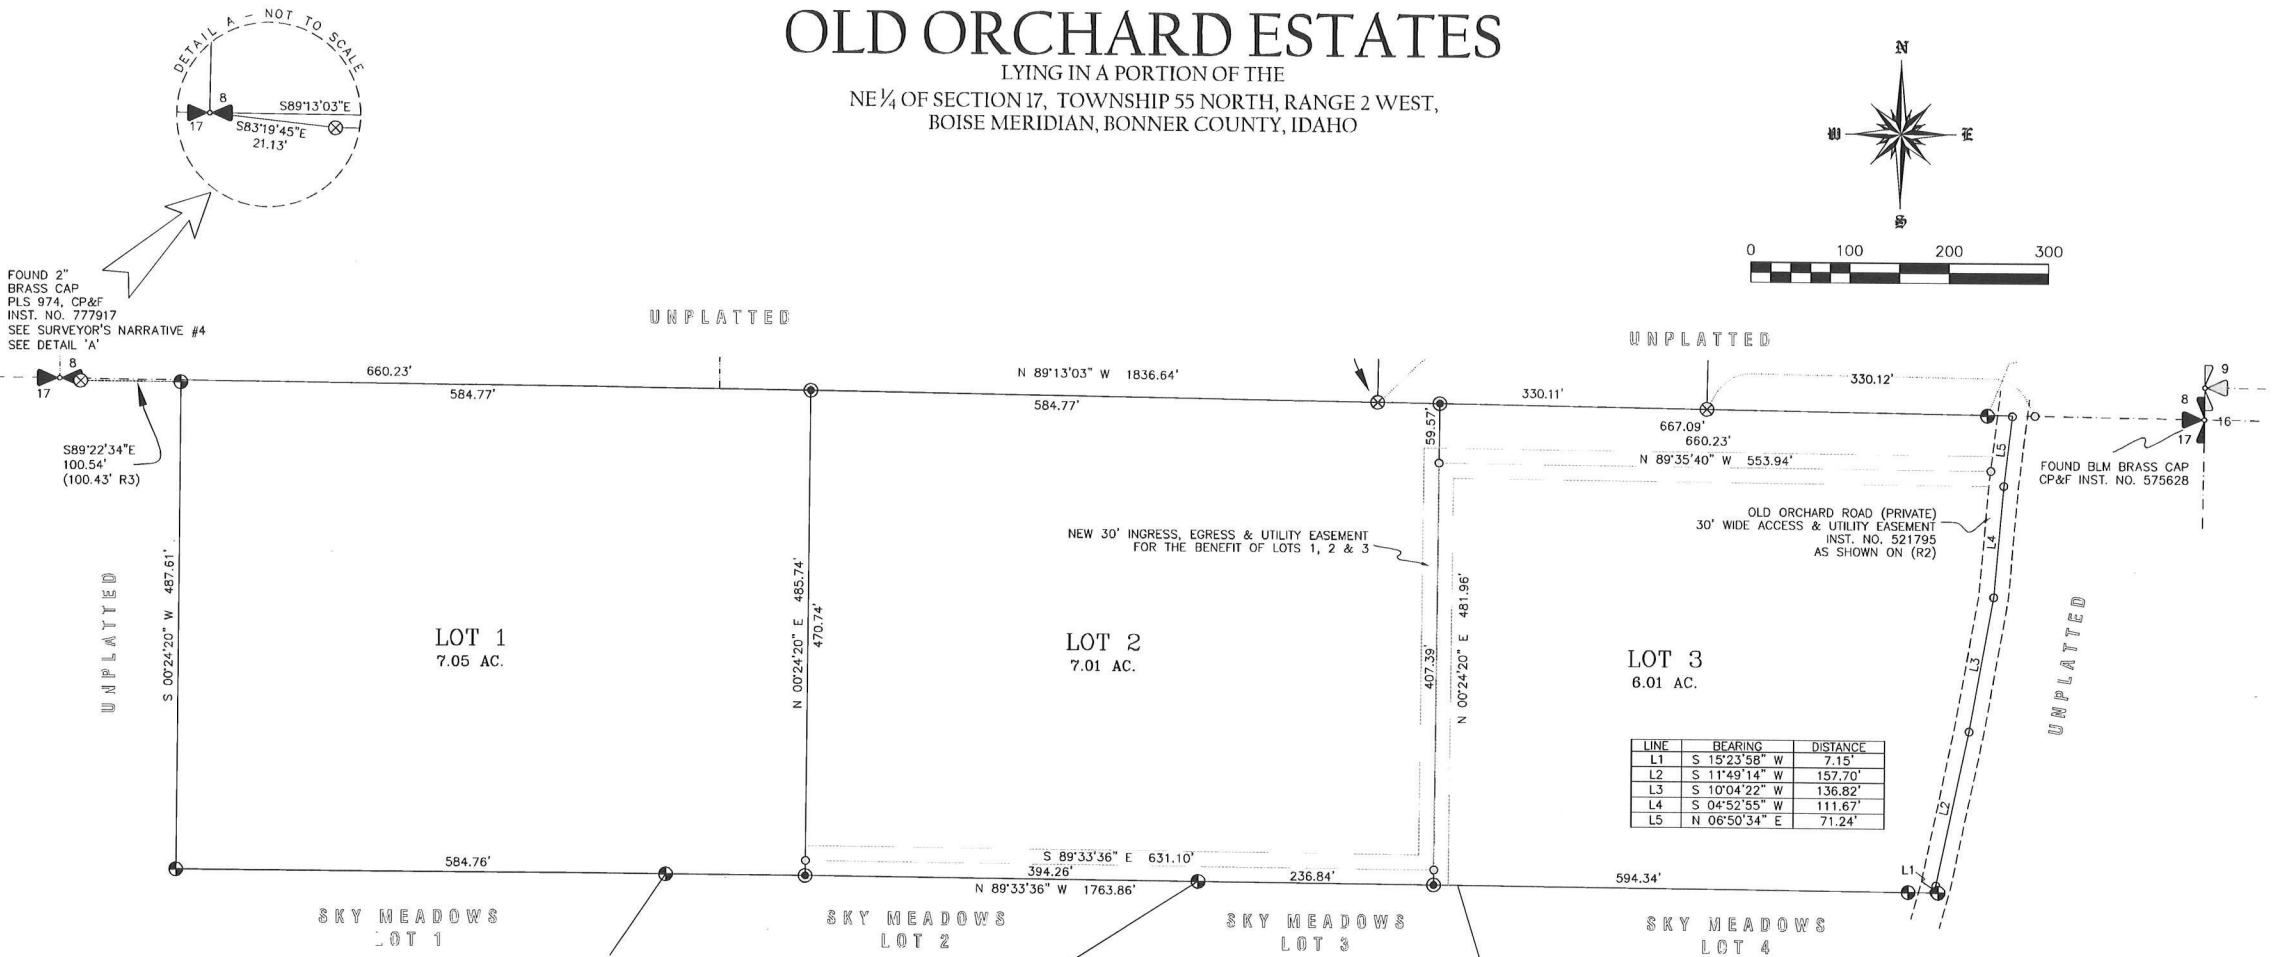 OLD ORCHARD ESTATES
LYING IN A PORTION OF THE
NE 1/4 OF SECTION 17, TOWNSHIP 55 NORTH, RANGE 2 WEST,
BOISE MERIDIAN, BONNER COUNTY, IDAHO
DETAIL A - NOT TO SCALE
8
17
S89°13'03"E
S83°19'45"E
21.13'
N
W
E
S
0 100 200 300
FOUND 2"
BRASS CAP
PLS 974, CP&F
INST. NO. 777917
SEE SURVEYOR'S NARRATIVE #4
SEE DETAIL 'A'
8
17
S89°22'34"E
100.54'
(100.43' R3)
UNPLATTED
UNPLATTED
660.23'
584.77'
N 89°13'03" W 1836.64'
584.77'
330.11'
330.12'
667.09'
660.23'
N 89°35'40" W 553.94'
59.57'
L5
9
8
16
17
FOUND BLM BRASS CAP
CP&F INST. NO. 575628
OLD ORCHARD ROAD (PRIVATE)
30' WIDE ACCESS & UTILITY EASEMENT
INST. NO. 521795
AS SHOWN ON (R2)
NEW 30' INGRESS, EGRESS & UTILITY EASEMENT
FOR THE BENEFIT OF LOTS 1, 2 & 3
L4
UNPLATTED
S 00°24'20" W 487.61'
N 00°24'20" E 485.74'
470.74'
407.39'
N 00°24'20" E 481.96'
UNPLATTED
LOT 1
7.05 AC.
LOT 2
7.01 AC.
LOT 3
6.01 AC.
L3
LINE BEARING DISTANCE
L1 S 15°23'58" W 7.15'
L2 S 11°49'14" W 157.70'
L3 S 10°04'22" W 136.82'
L4 S 04°52'55" W 111.67'
L5 N 06°50'34" E 71.24'
L2
L1
584.76'
S 89°33'36" E 631.10'
394.26'
N 89°33'36" W 1763.86'
236.84'
594.34'
SKY MEADOWS
LOT 1
SKY MEADOWS
LOT 2
SKY MEADOWS
LOT 3
SKY MEADOWS
LOT 4